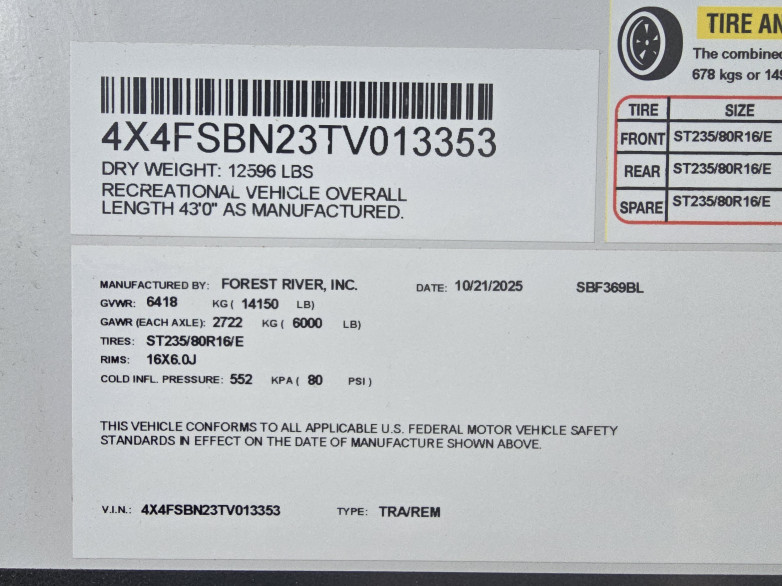 4X4FSBN23TV013353
DRY WEIGHT: 12596 LBS
RECREATIONAL VEHICLE OVERALL
LENGTH 43'0" AS MANUFACTURED.
TIRE AN
The combined
678 kgs or 149
TIRE SIZE
FRONT ST235/80R16/E
REAR ST235/80R16/E
SPARE ST235/80R16/E
MANUFACTURED BY: FOREST RIVER, INC. DATE: 10/21/2025 SBF369BL
GVWR: 6418 KG ( 14150 LB)
GAWR (EACH AXLE): 2722 KG ( 6000 LB)
TIRES: ST235/80R16/E
RIMS: 16X6.0J
COLD INFL. PRESSURE: 552 KPA ( 80 PSI )
THIS VEHICLE CONFORMS TO ALL APPLICABLE U.S. FEDERAL MOTOR VEHICLE SAFETY
STANDARDS IN EFFECT ON THE DATE OF MANUFACTURE SHOWN ABOVE.
V.I.N.: 4X4FSBN23TV013353 TYPE: TRA/REM